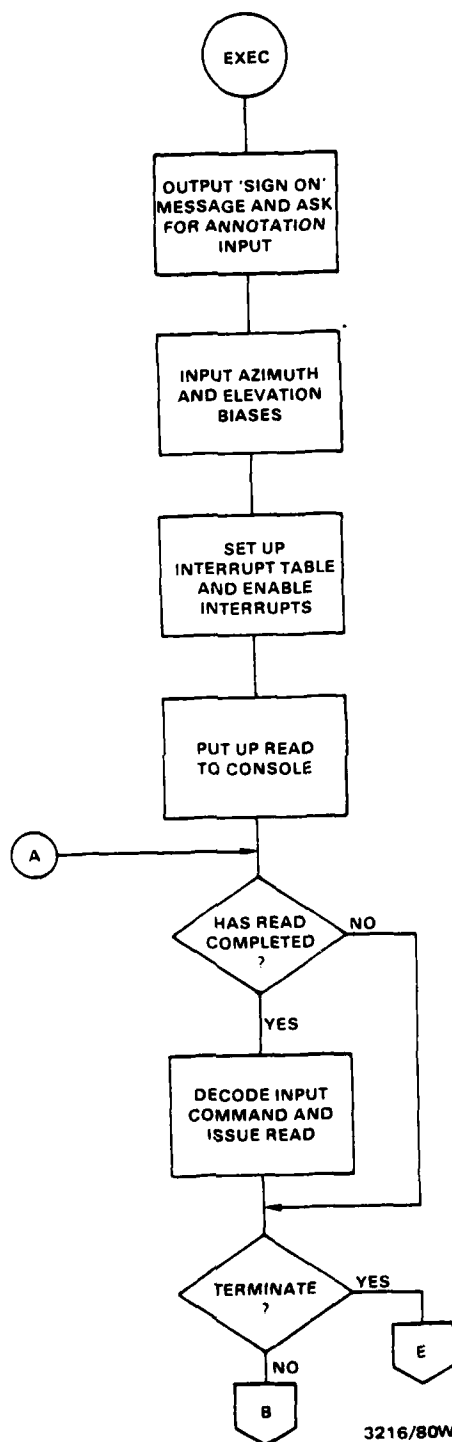 EXEC
OUTPUT 'SIGN ON'
MESSAGE AND ASK
FOR ANNOTATION
INPUT
INPUT AZIMUTH
AND ELEVATION
BIASES
SET UP
INTERRUPT TABLE
AND ENABLE
INTERRUPTS
PUT UP READ
TO CONSOLE
A
HAS READ
COMPLETED
?
NO
YES
DECODE INPUT
COMMAND AND
ISSUE READ
TERMINATE
?
YES
E
NO
B
3216/80W